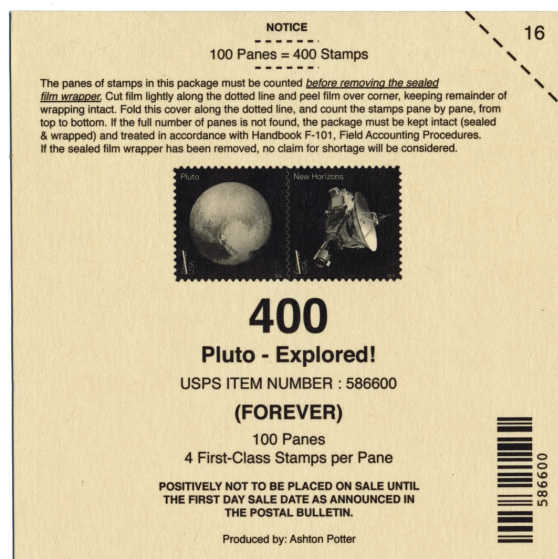 NOTICE
16
100 Panes = 400 Stamps
The panes of stamps in this package must be counted before removing the sealed
film wrapper. Cut film lightly along the dotted line and peel film over corner, keeping remainder of
wrapping intact. Fold this cover along the dotted line, and count the stamps pane by pane, from
top to bottom. If the full number of panes is not found, the package must be kept intact (sealed
& wrapped) and treated in accordance with Handbook F-101, Field Accounting Procedures.
If the sealed film wrapper has been removed, no claim for shortage will be considered.
Pluto
New Horizons
400
Pluto - Explored!
USPS ITEM NUMBER : 586600
(FOREVER)
100 Panes
4 First-Class Stamps per Pane
POSITIVELY NOT TO BE PLACED ON SALE UNTIL
THE FIRST DAY SALE DATE AS ANNOUNCED IN
THE POSTAL BULLETIN.
Produced by: Ashton Potter
586600